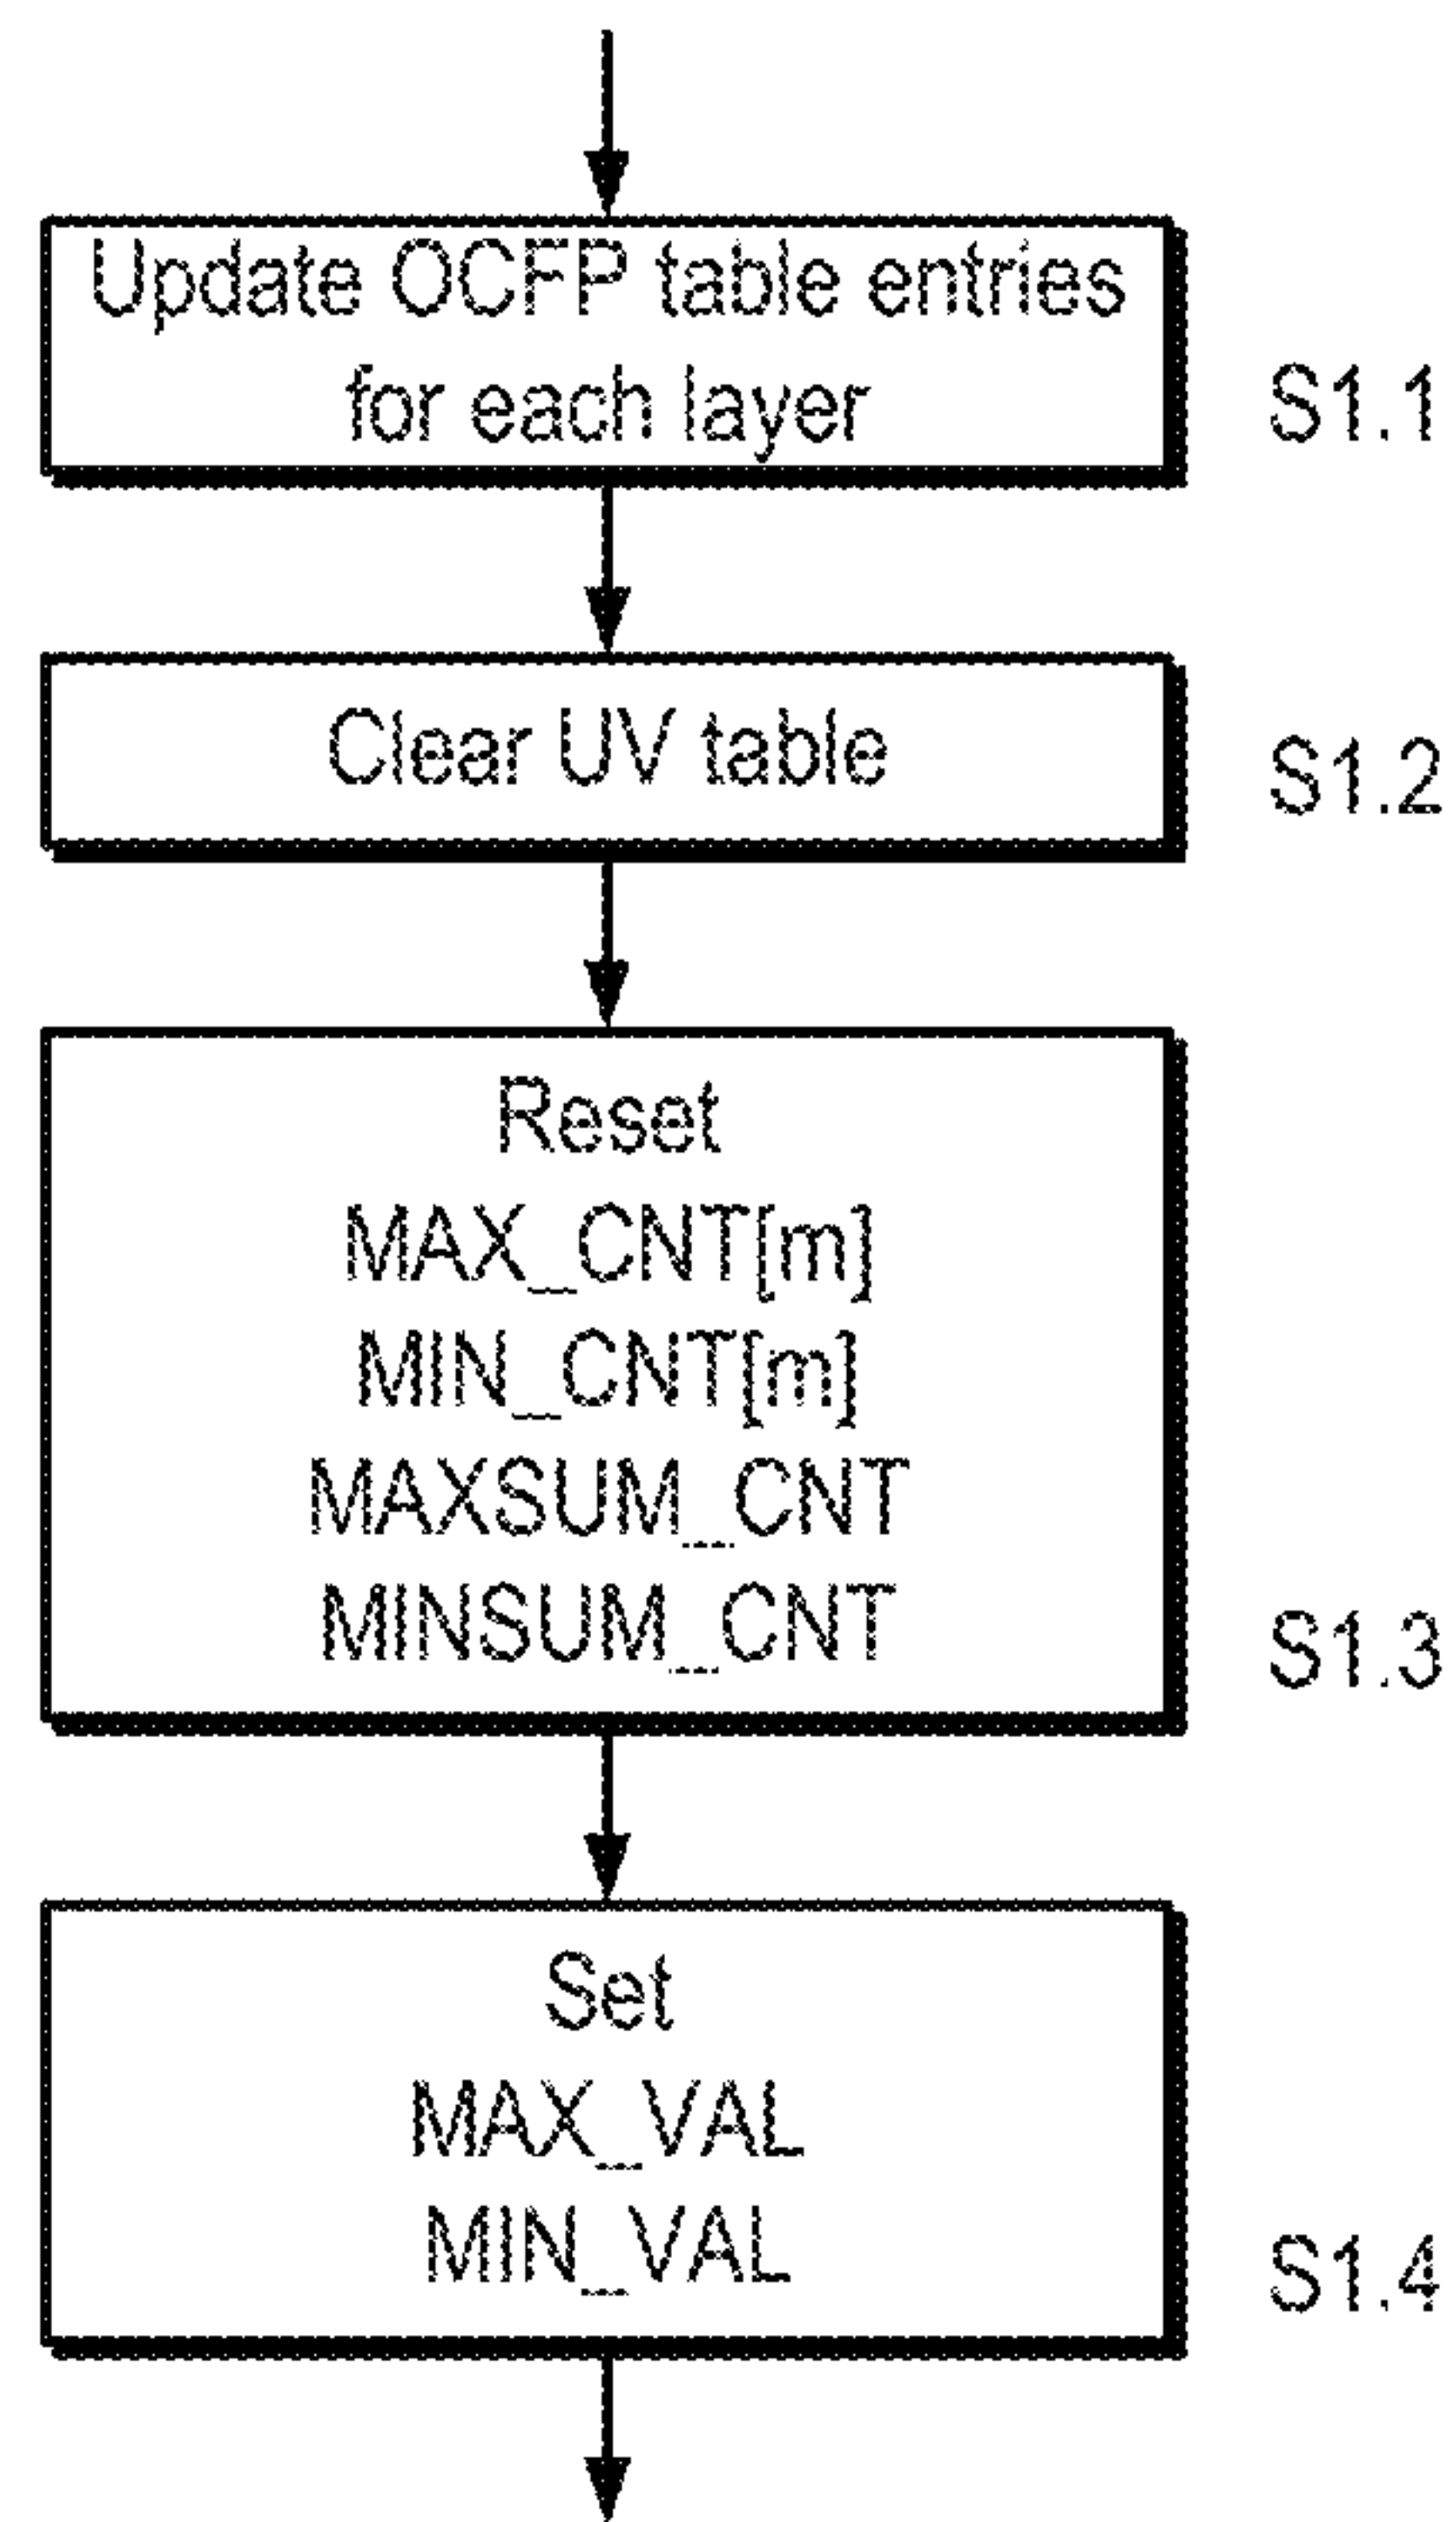 Update OCFP table entries
for each layer
S1.1
Clear UV table
S1.2
Reset
MAX_CNT[m]
MIN_CNT[m]
MAXSUM_CNT
MINSUM_CNT
S1.3
Set
MAX_VAL
MIN_VAL
S1.4